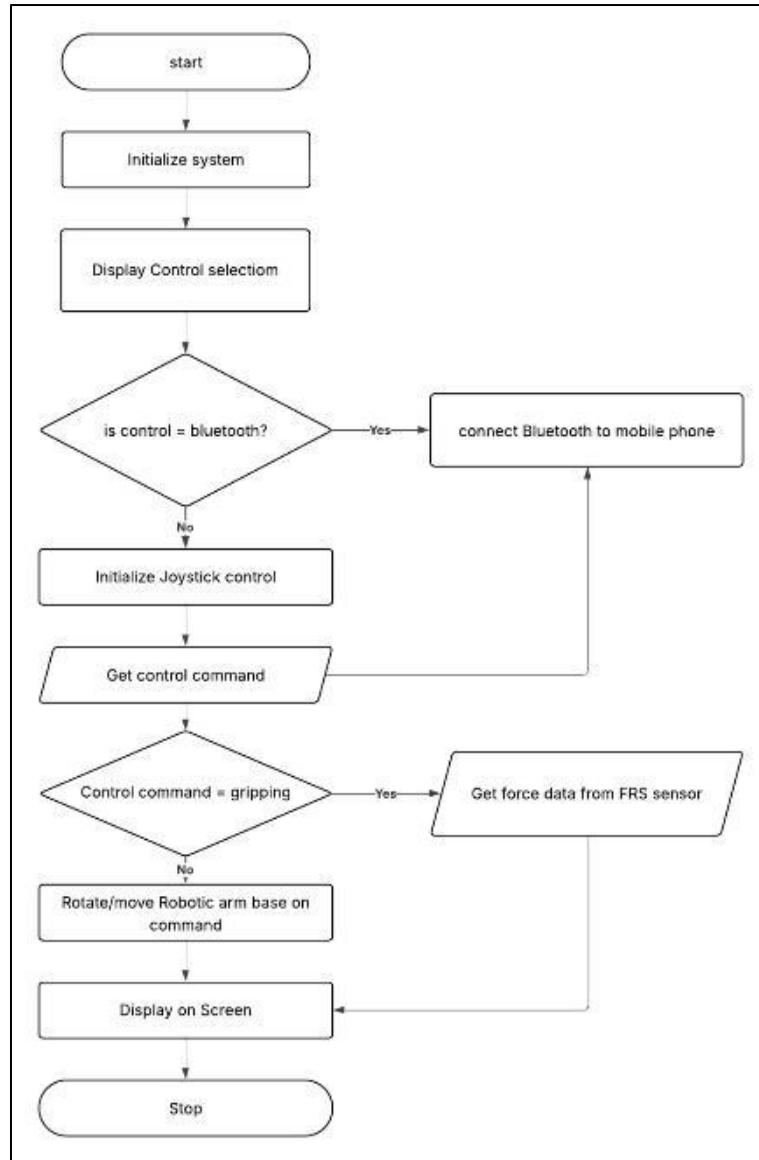 start
Initialize system
Display Control selectiom
is control = bluetooth?
Yes
connect Bluetooth to mobile phone
No
Initialize Joystick control
Get control command
Control command = gripping
Yes
Get force data from FRS sensor
No
Rotate/move Robotic arm base on
command
Display on Screen
Stop